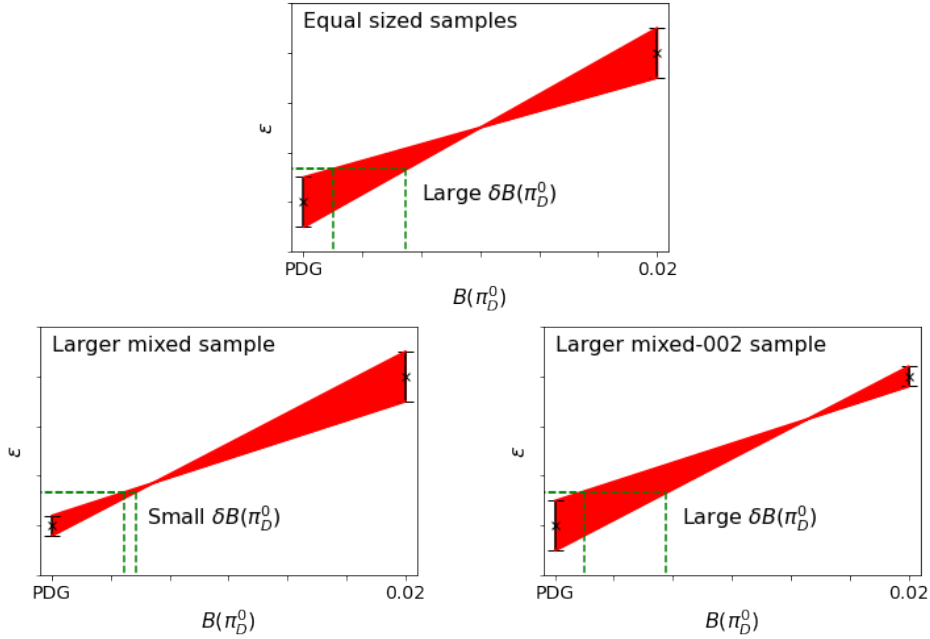 Equal sized samples
ε
Large δB(π⁰_D)
PDG
0.02
B(π⁰_D)
Larger mixed sample
ε
Small δB(π⁰_D)
PDG
0.02
B(π⁰_D)
Larger mixed-002 sample
ε
Large δB(π⁰_D)
PDG
0.02
B(π⁰_D)